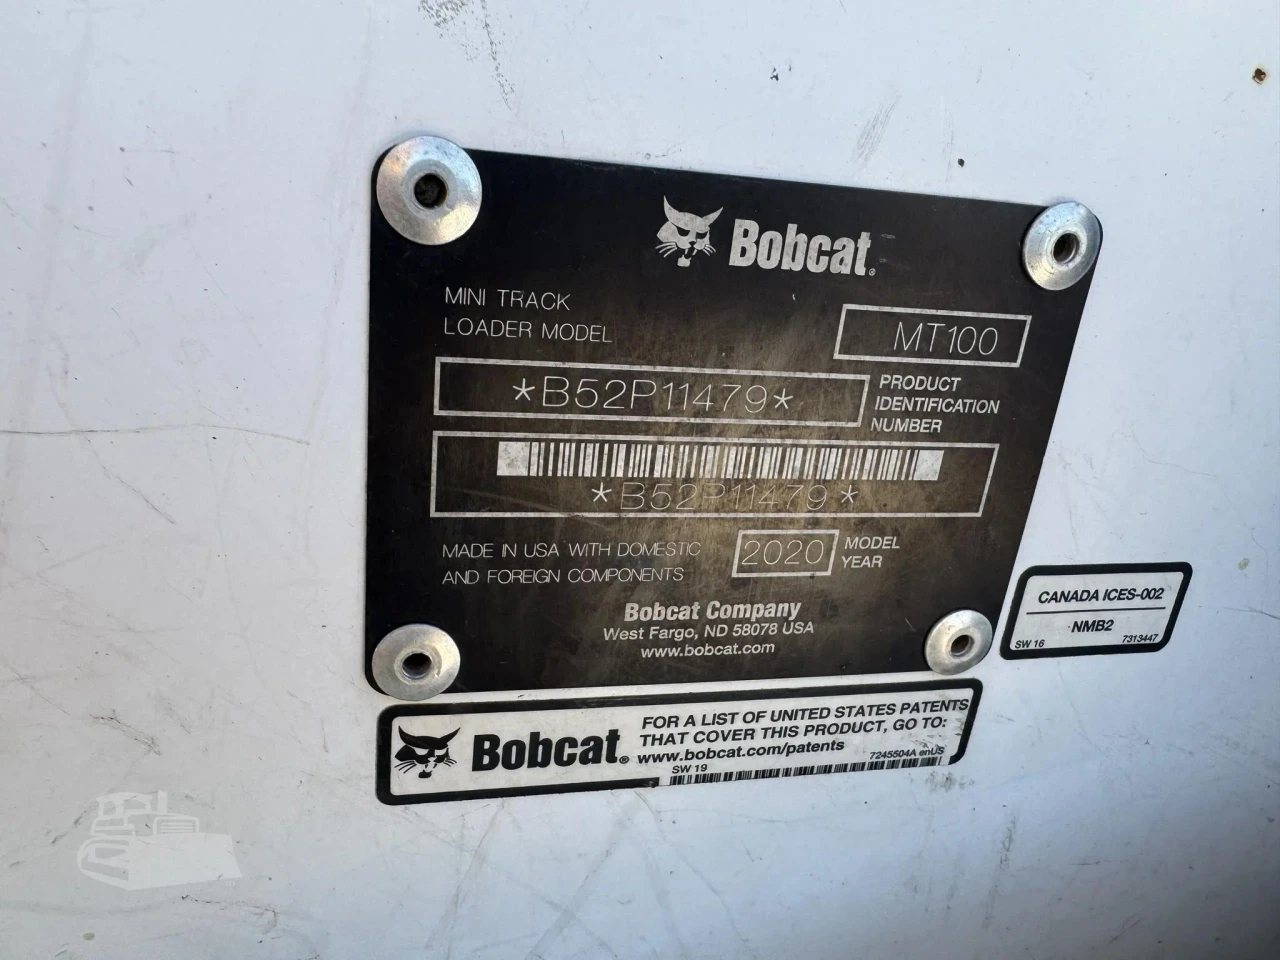 Bobcat.
MINI TRACK
LOADER MODEL
MT100
*B52P11479*
PRODUCT
IDENTIFICATION
NUMBER
*B52P11479*
MADE IN USA WITH DOMESTIC
AND FOREIGN COMPONENTS
2020
MODEL
YEAR
Bobcat Company
West Fargo, ND 58078 USA
www.bobcat.com
CANADA ICES-002
NMB2
SW 16 7313447
Bobcat®
FOR A LIST OF UNITED STATES PATENTS
THAT COVER THIS PRODUCT, GO TO:
www.bobcat.com/patents
7245504A enUS
SW 19